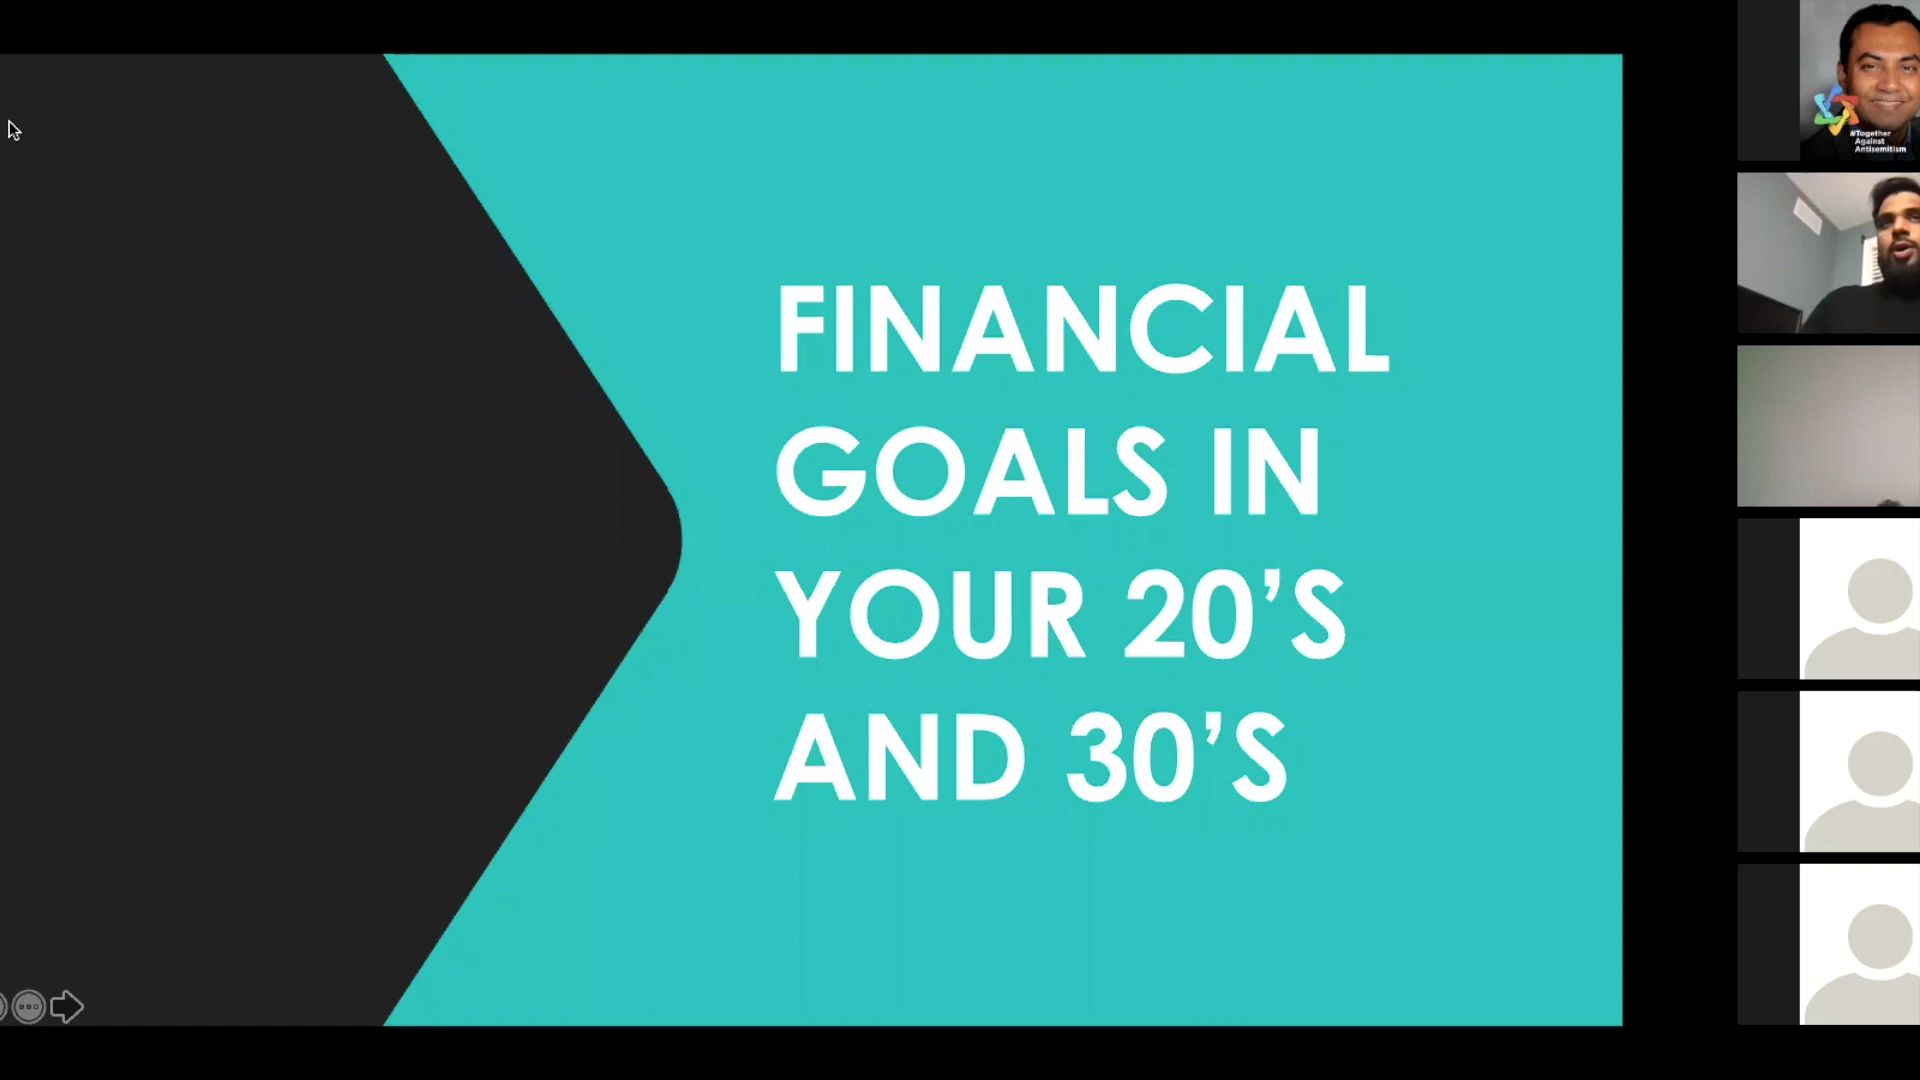 FINANCIAL
GOALS IN
YOUR 20’S
AND 30’S
#Together
Against
Antisemitism